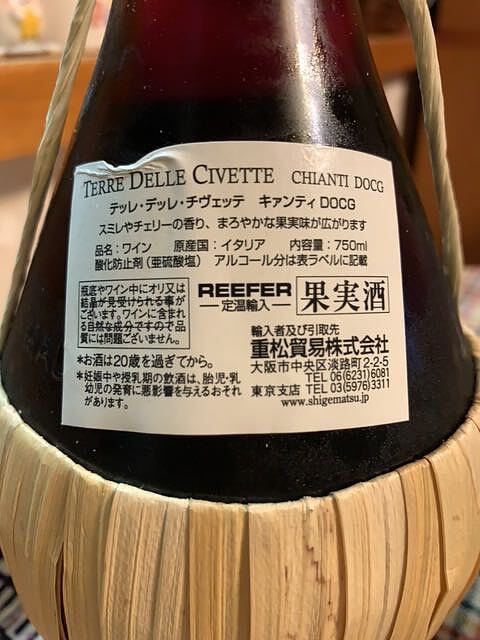 TERRE DELLE CIVETTE CHIANTI DOCG
テッレ・デッレ・チヴェッテ キャンティ DOCG
スミレやチェリーの香り、まろやかな果実味が広がります
品名：ワイン 原産国：イタリア 内容量：750ml
酸化防止剤（亜硫酸塩） アルコール分は表ラベルに記載
瓶底やワイン中にオリ又は
結晶が見受けられる事が
ございます。ワインに含まれ
る自然な成分ですので品
質には問題ございません。
REEFER
定温輸入
果実酒
＊お酒は20歳を過ぎてから。
＊妊娠中や授乳期の飲酒は、胎児・乳
幼児の発育に悪影響を与えるおそれ
があります。
輸入者及び引取先
重松貿易株式会社
大阪市中央区淡路町2-2-5
TEL 06(6231)6081
東京支店 TEL 03(5976)3311
www.shigematsu.jp